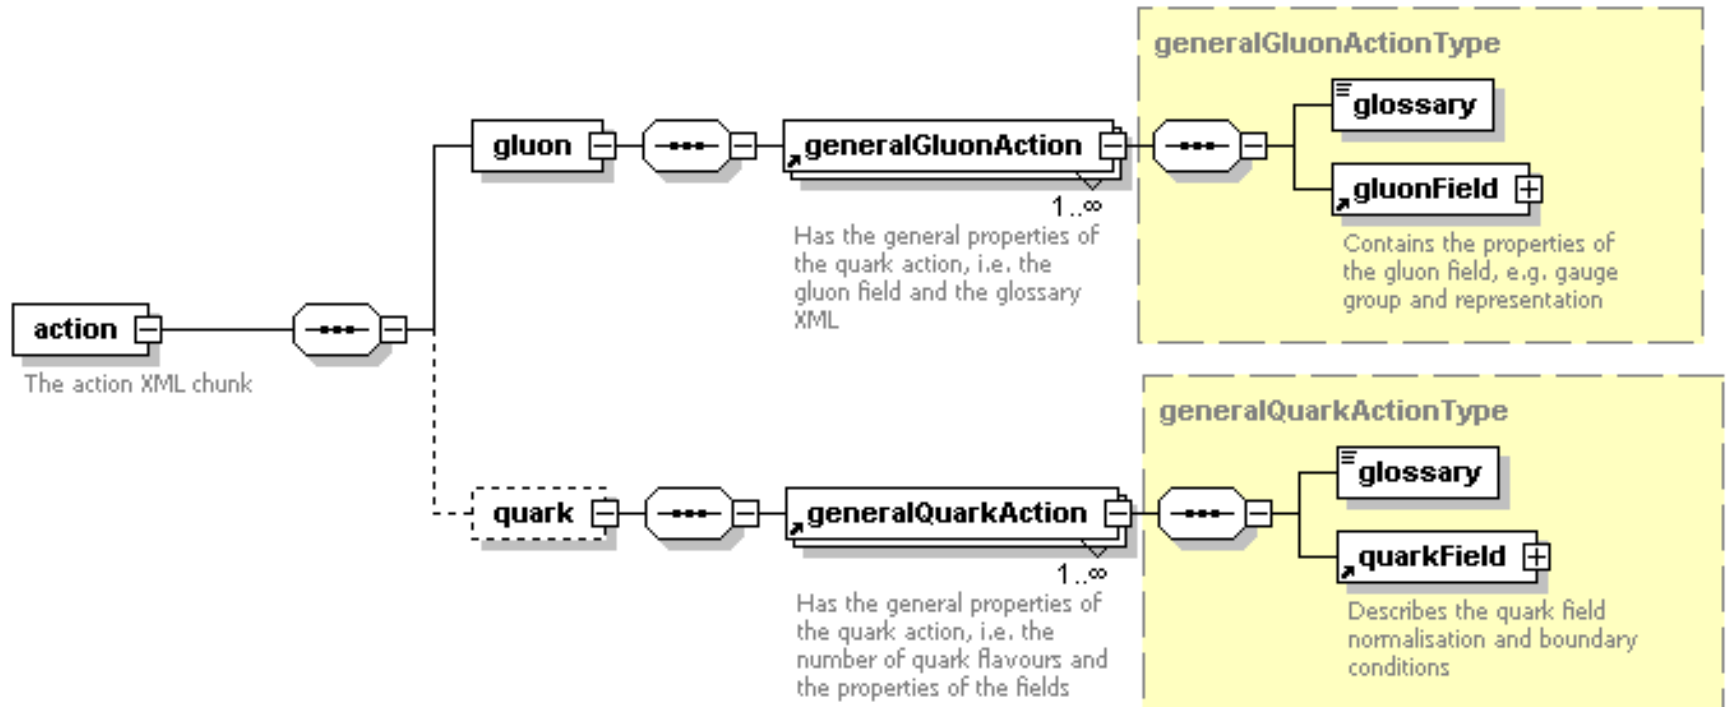 generalGluonActionType
glossary
gluon
generalGluonAction
gluonField
1..∞
Has the general properties of
the quark action, i.e. the
gluon field and the glossary
XML
Contains the properties of
the gluon field, e.g. gauge
group and representation
action
The action XML chunk
generalQuarkActionType
glossary
quark
generalQuarkAction
quarkField
1..∞
Has the general properties of
the quark action, i.e. the
number of quark flavours and
the properties of the fields
Describes the quark field
normalisation and boundary
conditions